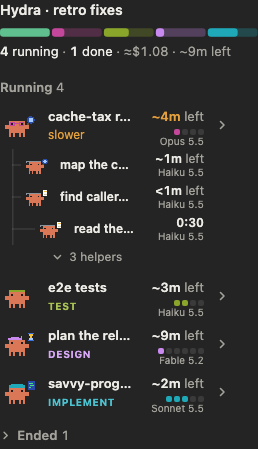 Hydra · retro fixes
4 running · 1 done · ≈$1.08 · ~9m left
Running 4
cache-tax r... ~4m left
slower
Opus 5.5
map the c... ~1m left
Haiku 5.5
find caller... <1m left
Haiku 5.5
read the... 0:30
Haiku 5.5
3 helpers
e2e tests ~3m left
TEST Haiku 5.5
plan the rel... ~9m left
DESIGN Fable 5.2
savvy-prog... ~2m left
IMPLEMENT Sonnet 5.5
Ended 1